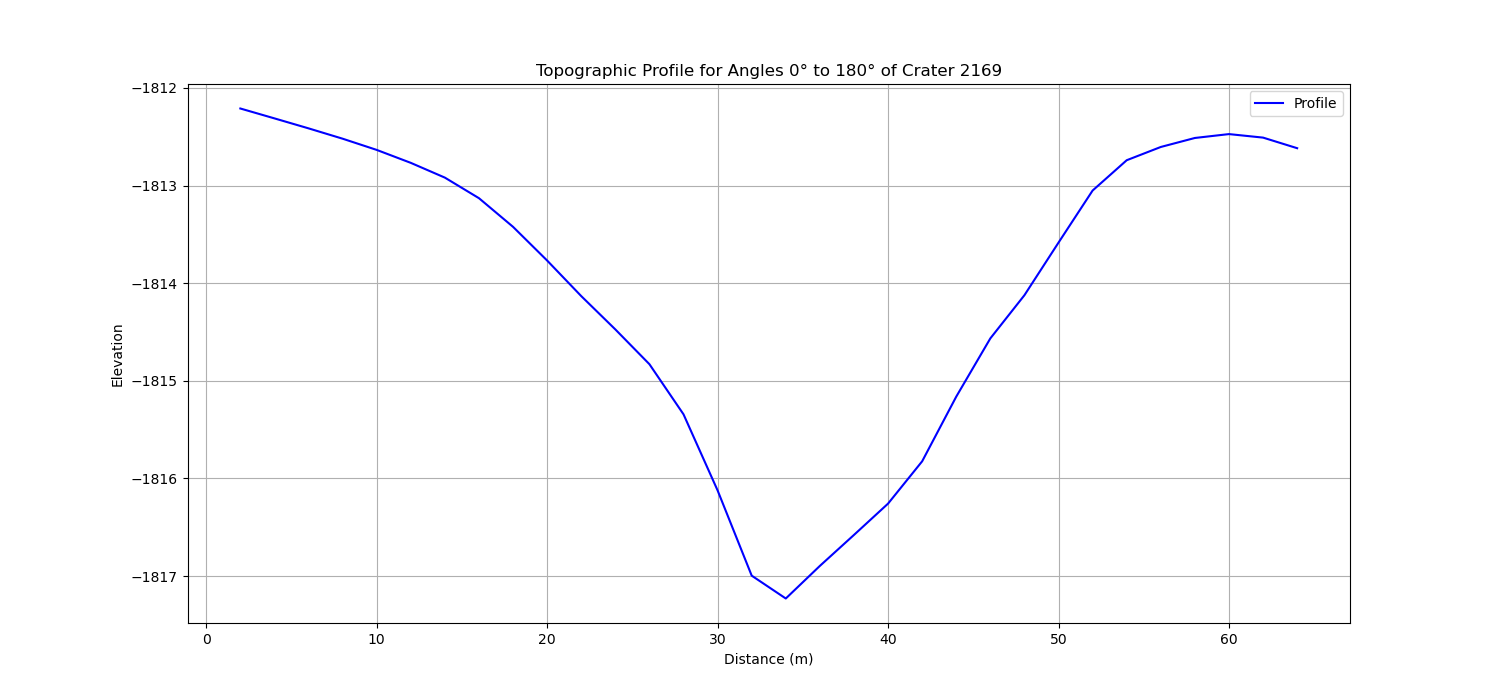 Topographic Profile for Angles 0° to 180° of Crater 2169
Profile
−1812
−1813
−1814
−1815
−1816
−1817
Elevation
0 10 20 30 40 50 60
Distance (m)